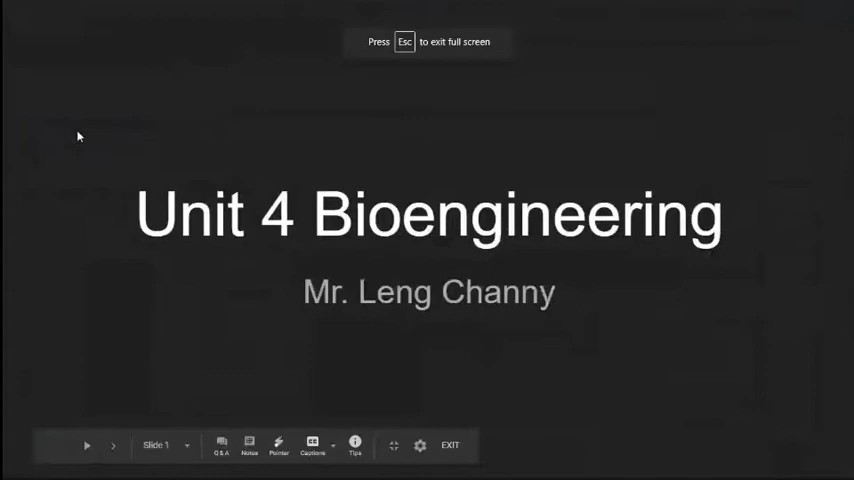 Press Esc to exit full screen
Unit 4 Bioengineering
Mr. Leng Channy
Slide 1 Q & A Notes Pointer CC Captions Tips EXIT